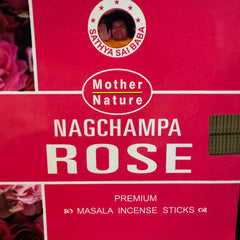 SATHYA SAI BABA
Mother
Nature
NAGCHAMPA
ROSE
PREMIUM
MASALA INCENSE STICKS